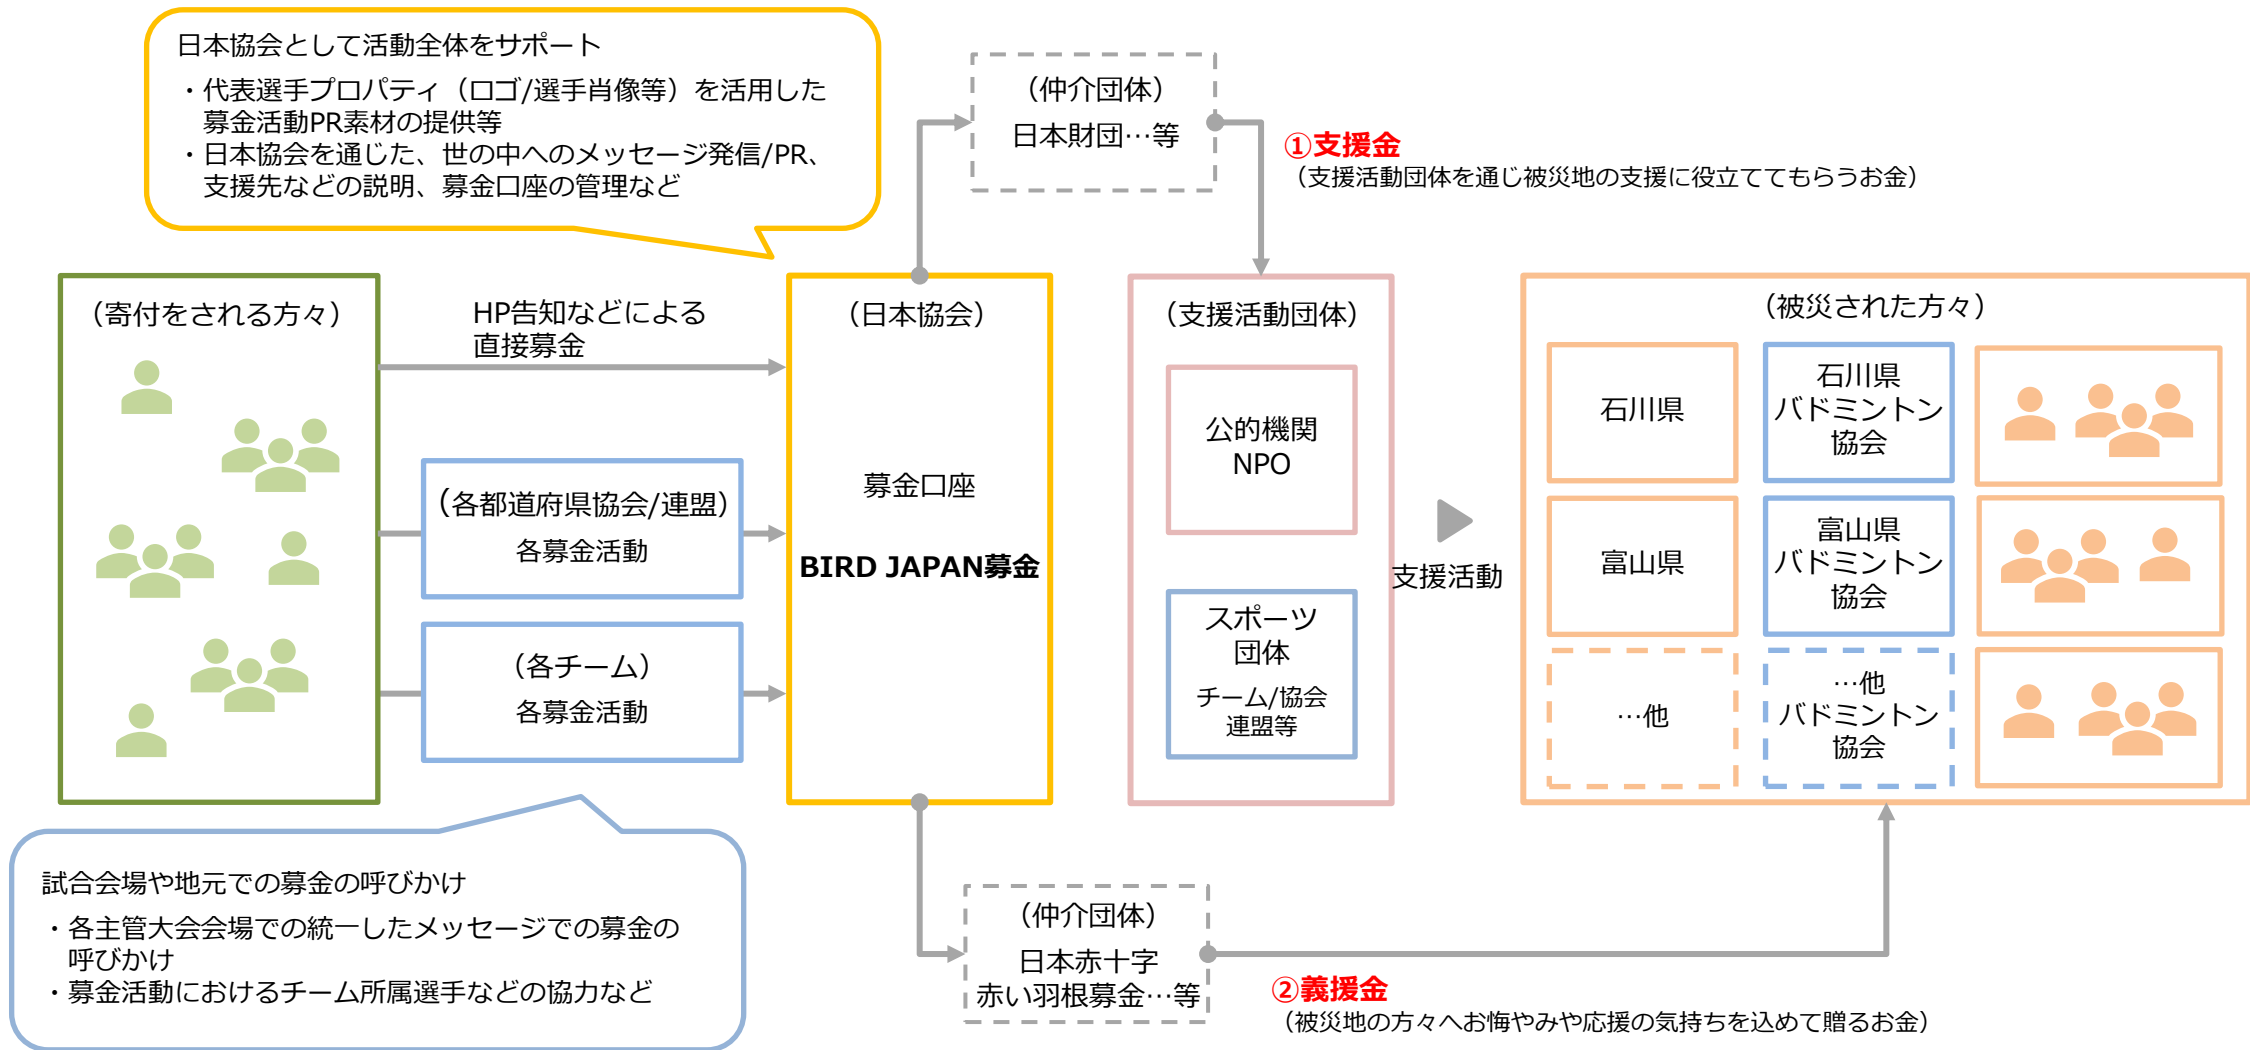 日本協会として活動全体をサポート
・代表選手プロパティ（ロゴ/選手肖像等）を活用した
募金活動PR素材の提供等
・日本協会を通じた、世の中へのメッセージ発信/PR、
支援先などの説明、募金口座の管理など
（仲介団体）
日本財団…等
①支援金
（支援活動団体を通じ被災地の支援に役立ててもらうお金）
（寄付をされる方々）
HP告知などによる
直接募金
（各都道府県協会/連盟）
各募金活動
（各チーム）
各募金活動
（日本協会）
募金口座
BIRD JAPAN募金
（支援活動団体）
公的機関
NPO
スポーツ
団体
チーム/協会
連盟等
支援活動
（被災された方々）
石川県
石川県
バドミントン
協会
富山県
富山県
バドミントン
協会
…他
…他
バドミントン
協会
試合会場や地元での募金の呼びかけ
・各主管大会会場での統一したメッセージでの募金の
呼びかけ
・募金活動におけるチーム所属選手などの協力など
（仲介団体）
日本赤十字
赤い羽根募金…等
②義援金
（被災地の方々へお悔やみや応援の気持ちを込めて贈るお金）